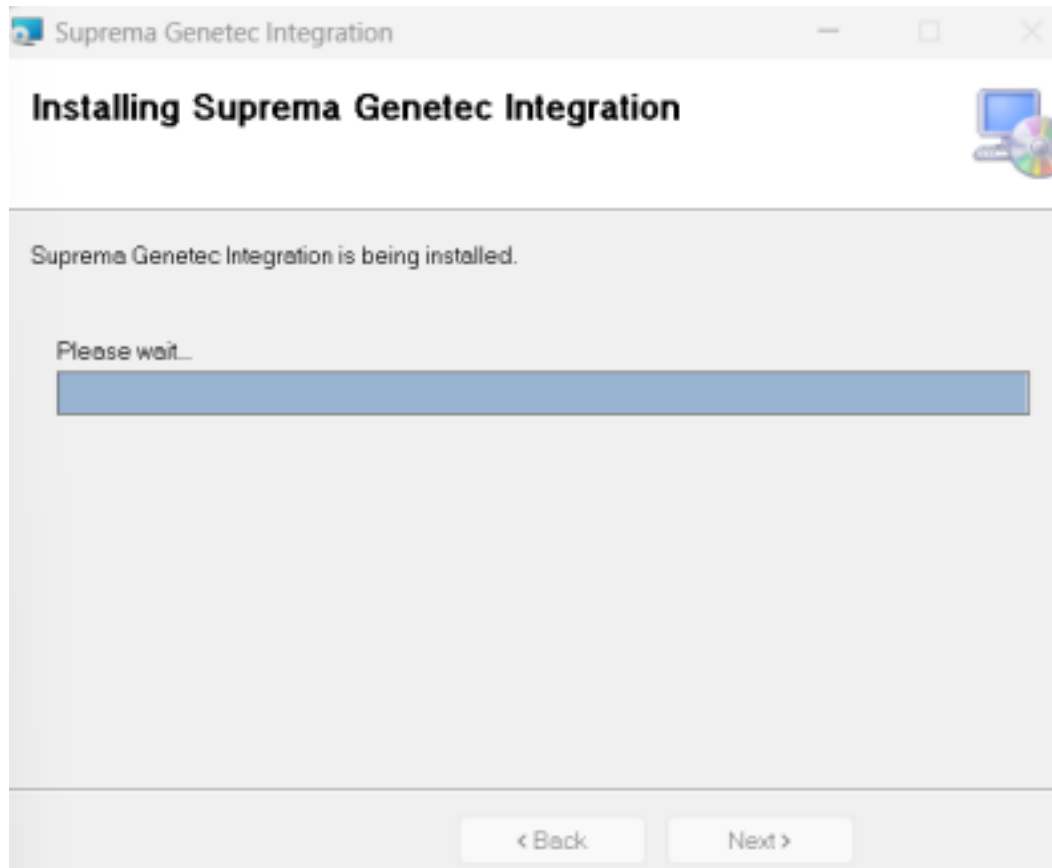 Suprema Genetec Integration
Installing Suprema Genetec Integration
Suprema Genetec Integration is being installed.
Please wait...
< Back
Next >